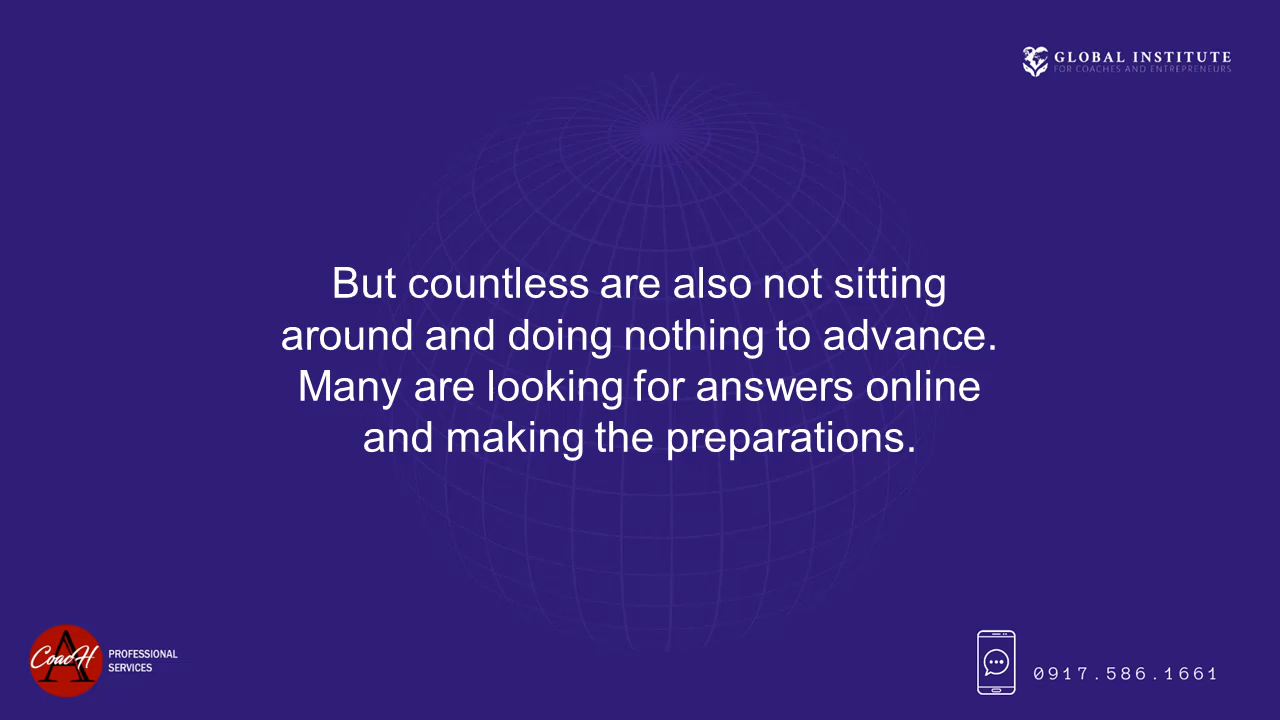 GLOBAL INSTITUTE
FOR COACHES AND ENTREPRENEURS
But countless are also not sitting
around and doing nothing to advance.
Many are looking for answers online
and making the preparations.
A
CoacH
PROFESSIONAL
SERVICES
0917.586.1661